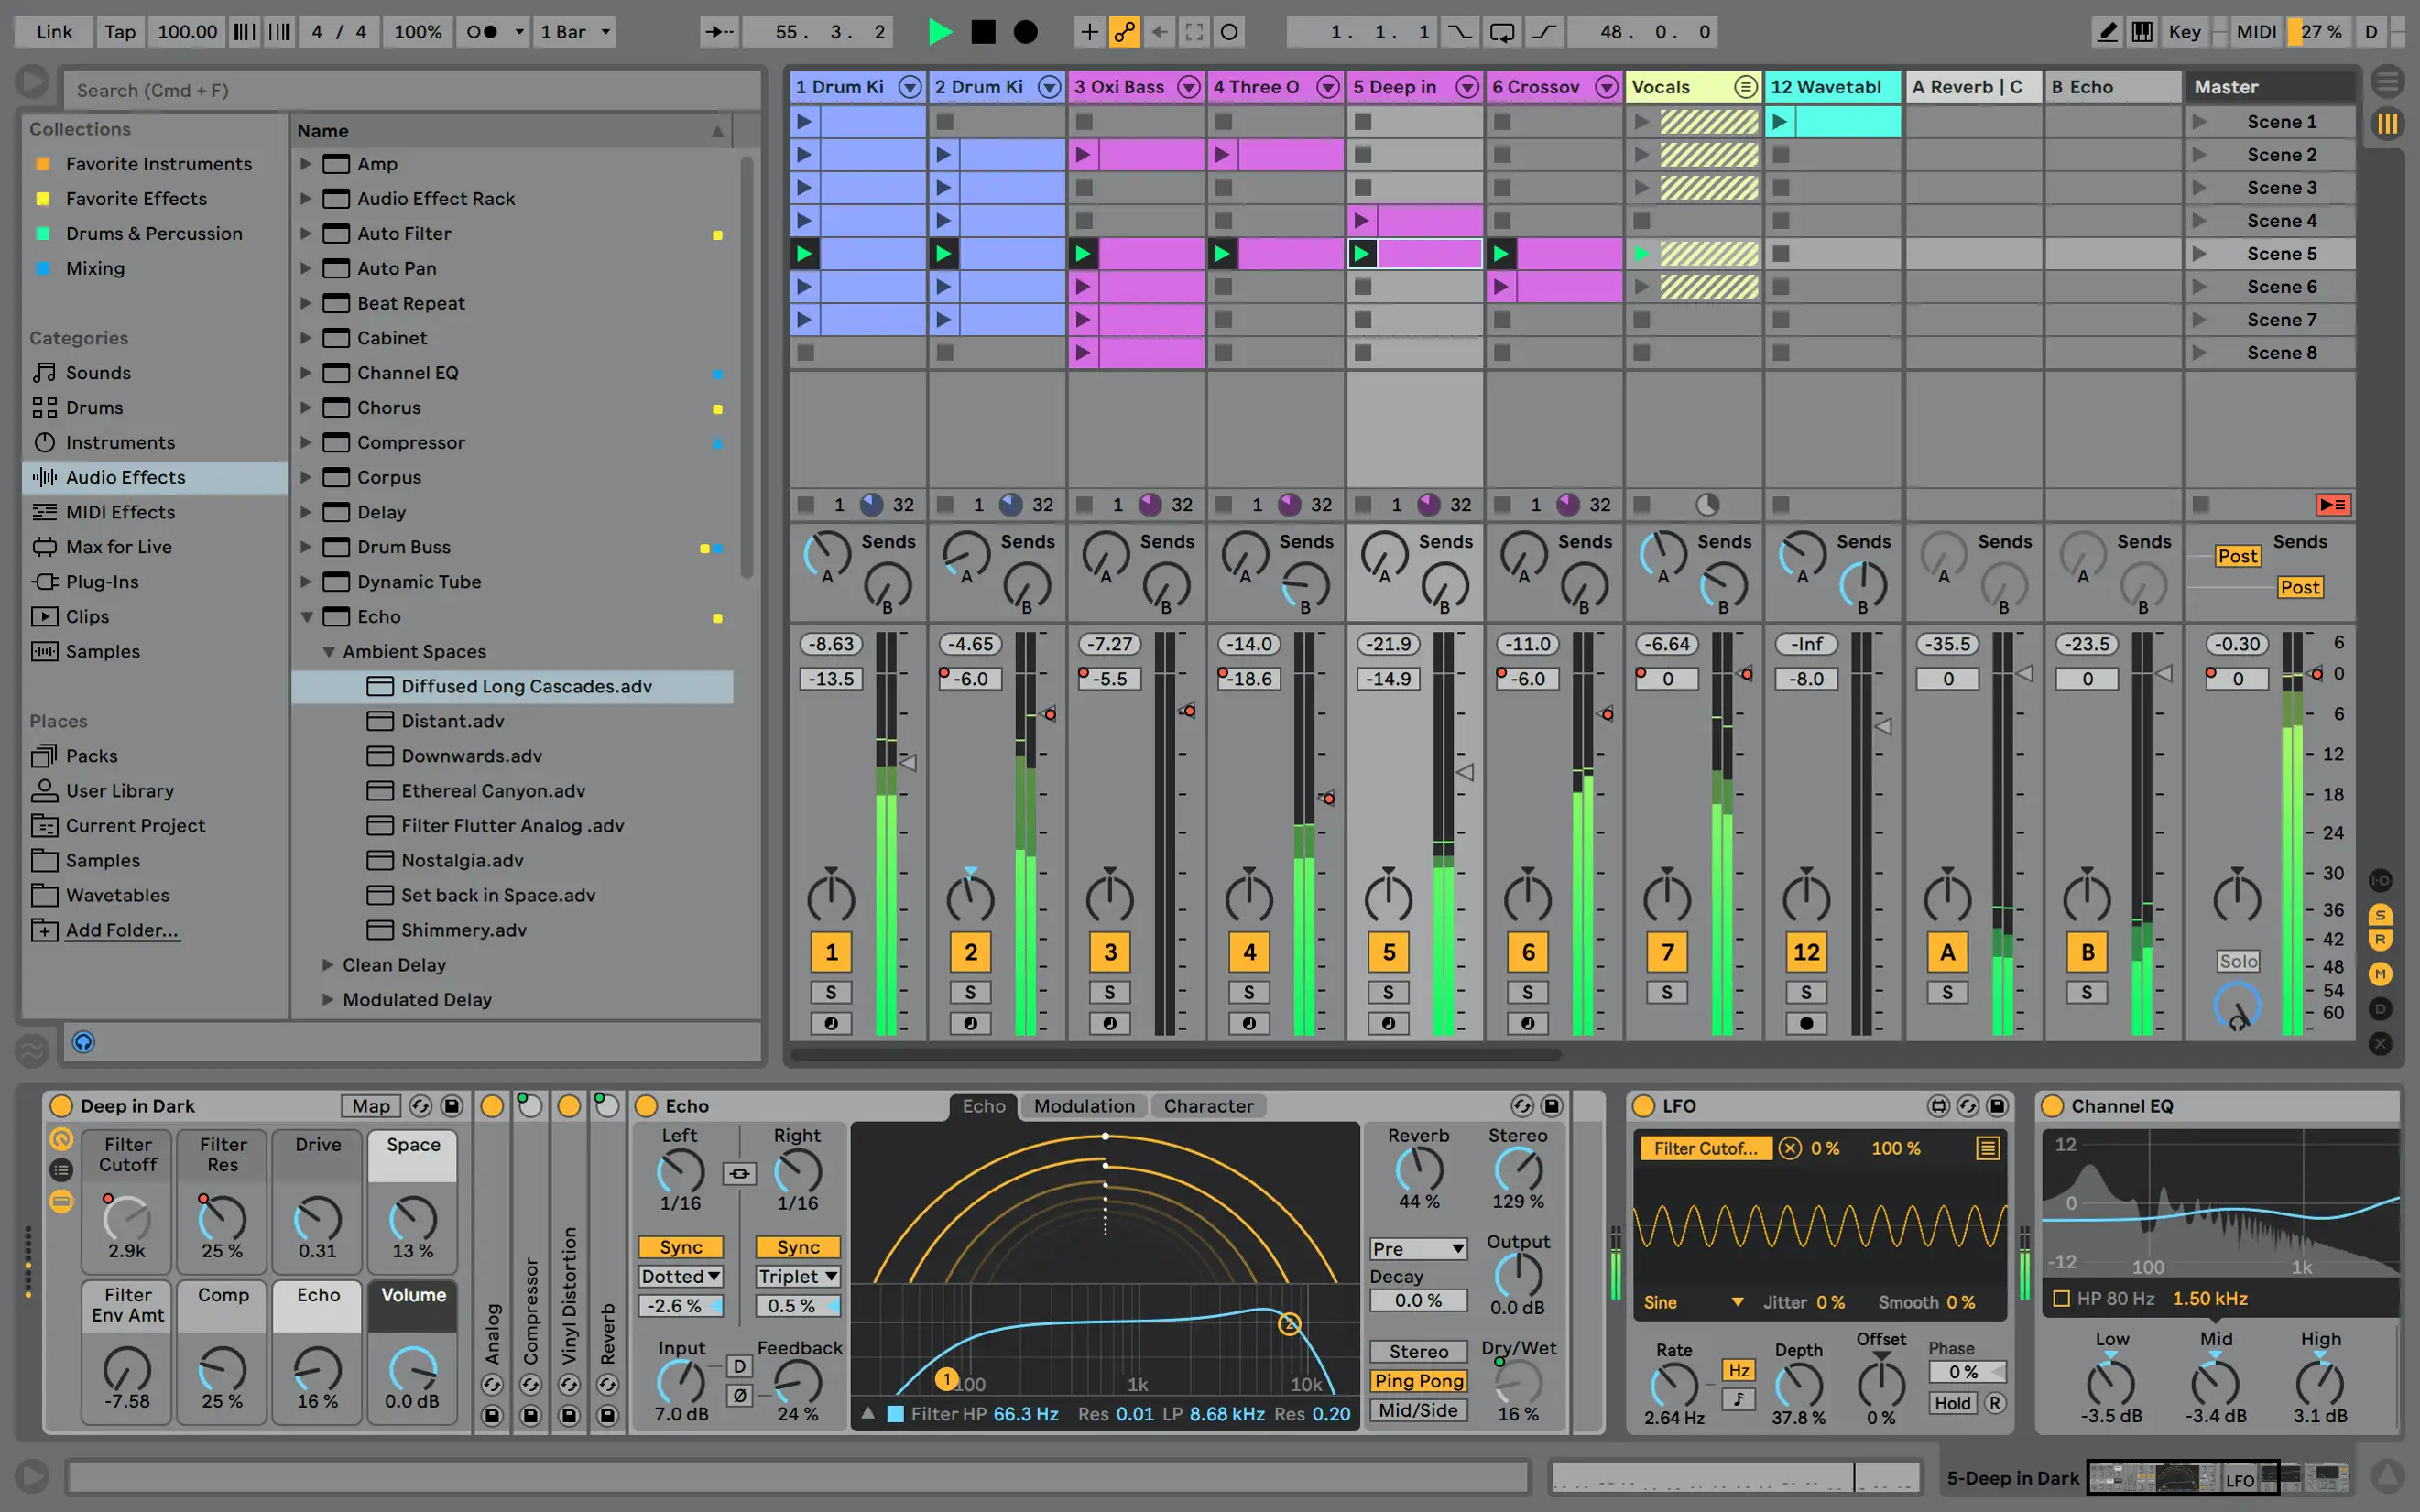 Link Tap 100.00 4 / 4 100% 1 Bar 55. 3. 2 1. 1. 1 48. 0. 0 Key MIDI 27 % D
Search (Cmd + F)
Collections
Favorite Instruments
Favorite Effects
Drums & Percussion
Mixing
Categories
Sounds
Drums
Instruments
Audio Effects
MIDI Effects
Max for Live
Plug-Ins
Clips
Samples
Places
Packs
User Library
Current Project
Samples
Wavetables
Add Folder...
Name
Amp
Audio Effect Rack
Auto Filter
Auto Pan
Beat Repeat
Cabinet
Channel EQ
Chorus
Compressor
Corpus
Delay
Drum Buss
Dynamic Tube
Echo
Ambient Spaces
Diffused Long Cascades.adv
Distant.adv
Downwards.adv
Ethereal Canyon.adv
Filter Flutter Analog .adv
Nostalgia.adv
Set back in Space.adv
Shimmery.adv
Clean Delay
Modulated Delay
1 Drum Ki 2 Drum Ki 3 Oxi Bass 4 Three O 5 Deep in 6 Crossov Vocals 12 Wavetabl A Reverb | C B Echo Master
Scene 1
Scene 2
Scene 3
Scene 4
Scene 5
Scene 6
Scene 7
Scene 8
1 32 1 32 1 32 1 32 1 32 1 32
Sends Sends Sends Sends Sends Sends Sends Sends Sends Sends Sends
Post
A A A A A A A A A A
Post
B B B B B B B B B B
-8.63 -4.65 -7.27 -14.0 -21.9 -11.0 -6.64 -Inf -35.5 -23.5 -0.30 6
-13.5 -6.0 -5.5 -18.6 -14.9 -6.0 0 -8.0 0 0 0 0
6
12
18
24
30
36
42
48
54
60
1 2 3 4 5 6 7 12 A B Solo
S S S S S S S S S S
I·O
S
R
M
D
X
Deep in Dark Map
Filter Cutoff
Filter Res
Drive
Space
2.9k 25 % 0.31 13 %
Filter Env Amt
Comp
Echo
Volume
-7.58 25 % 16 % 0.0 dB
Analog
Compressor
Vinyl Distortion
Reverb
Echo Echo Modulation Character
Left Right
1/16 1/16
Sync Sync
Dotted Triplet
-2.6 % 0.5 %
Input D Feedback
Ø
7.0 dB 24 %
1 2
100 1k 10k
Filter HP 66.3 Hz Res 0.01 LP 8.68 kHz Res 0.20
Reverb Stereo
44 % 129 %
Pre Output
Decay
0.0 % 0.0 dB
Stereo Dry/Wet
Ping Pong
Mid/Side 16 %
LFO
Filter Cutof... 0 % 100 %
Sine Jitter 0 % Smooth 0 %
Rate Hz Depth Offset Phase
0 %
Hold R
2.64 Hz 37.8 % 0 %
Channel EQ
12
0
-12 100 1k
HP 80 Hz 1.50 kHz
Low Mid High
-3.5 dB -3.4 dB 3.1 dB
5-Deep in Dark LFO